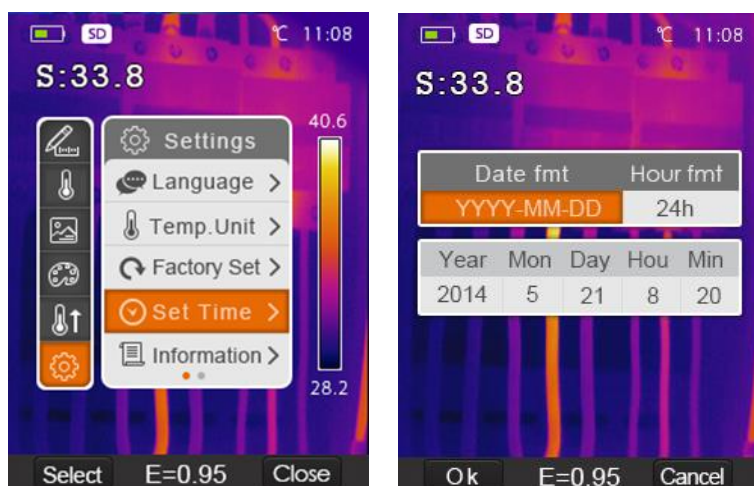 SD ℃ 11:08
S:33.8
40.6
Settings
Language >
Temp.Unit >
Factory Set >
Set Time >
Information >
28.2
Select E=0.95 Close
SD ℃ 11:08
S:33.8
Date fmt Hour fmt
YYYY-MM-DD 24h
Year Mon Day Hou Min
2014 5 21 8 20
Ok E=0.95 Cancel